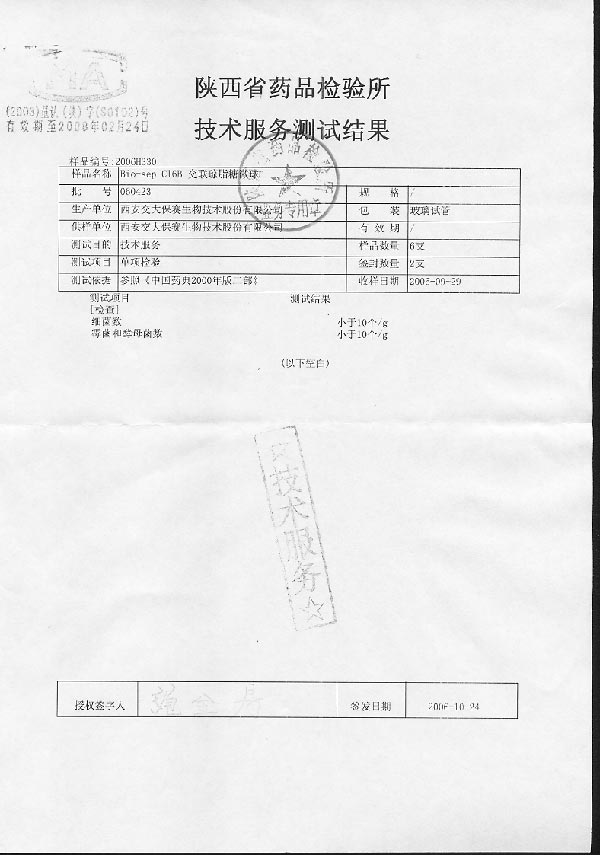 (2003)量认(陕)字(S0102)号
有效期至2008年02月24日
陕西省药品检验所
技术服务测试结果
样品编号:2006H330
样品名称 Bio-sep C16B 交联琼脂糖微球
批 号 060423 规 格 /
生产单位 西安交大保赛生物技术股份有限公司 包 装 玻璃试管
供样单位 西安交大保赛生物技术股份有限公司 有 效 期 /
测试目的 技术服务 样品数量 6支
测试项目 单项检验 签封数量 2支
测试依据 参照《中国药典2000年版二部》 收样日期 2006-09-29
测试项目 测试结果
[检查]
细菌数 小于10个/g
霉菌和酵母菌数 小于10个/g
(以下空白)
技术服务☆
授权签字人 签发日期 2006-10-24